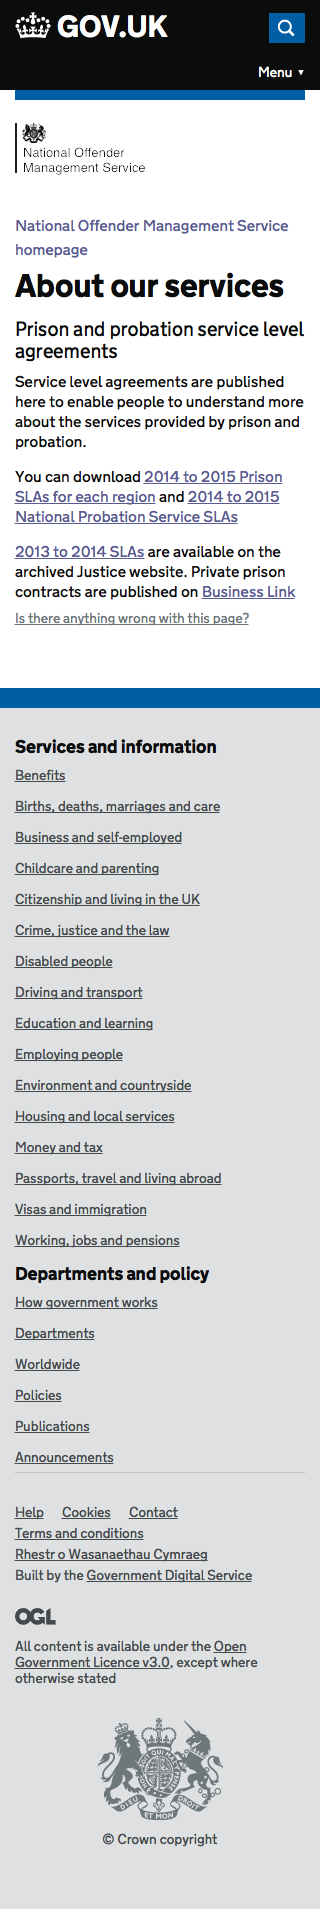 GOV.UK
Menu ▼
National Offender
Management Service
National Offender Management Service
homepage
About our services
Prison and probation service level
agreements
Service level agreements are published
here to enable people to understand more
about the services provided by prison and
probation.
You can download 2014 to 2015 Prison
SLAs for each region and 2014 to 2015
National Probation Service SLAs
2013 to 2014 SLAs are available on the
archived Justice website. Private prison
contracts are published on Business Link
Is there anything wrong with this page?
Services and information
Benefits
Births, deaths, marriages and care
Business and self-employed
Childcare and parenting
Citizenship and living in the UK
Crime, justice and the law
Disabled people
Driving and transport
Education and learning
Employing people
Environment and countryside
Housing and local services
Money and tax
Passports, travel and living abroad
Visas and immigration
Working, jobs and pensions
Departments and policy
How government works
Departments
Worldwide
Policies
Publications
Announcements
Help Cookies Contact
Terms and conditions
Rhestr o Wasanaethau Cymraeg
Built by the Government Digital Service
OGL
All content is available under the Open
Government Licence v3.0, except where
otherwise stated
DIEU ET MON
© Crown copyright